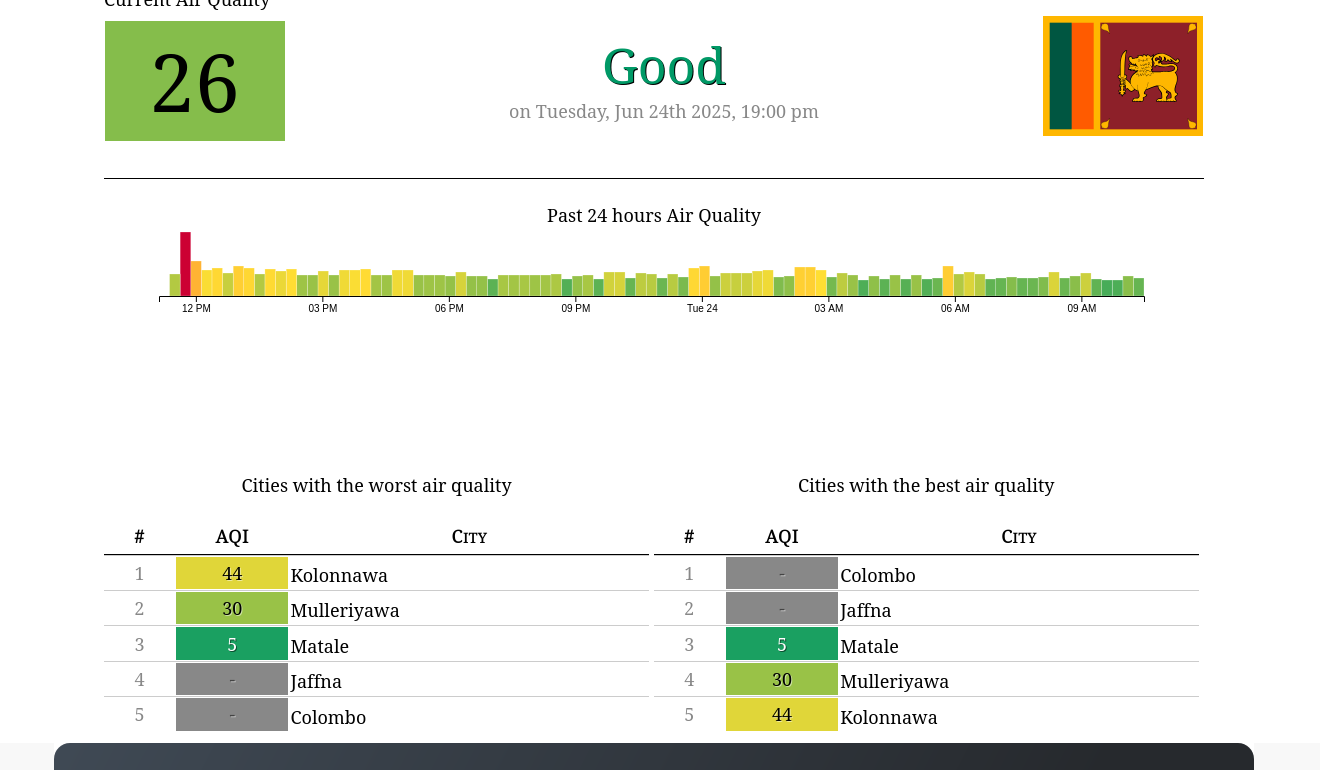 Current Air Quality
26
Good
on Tuesday, Jun 24th 2025, 19:00 pm
Past 24 hours Air Quality
12 PM 03 PM 06 PM 09 PM Tue 24 03 AM 06 AM 09 AM
Cities with the worst air quality
# AQI City
1 44 Kolonnawa
2 30 Mulleriyawa
3 5 Matale
4 - Jaffna
5 - Colombo
Cities with the best air quality
# AQI City
1 - Colombo
2 - Jaffna
3 5 Matale
4 30 Mulleriyawa
5 44 Kolonnawa